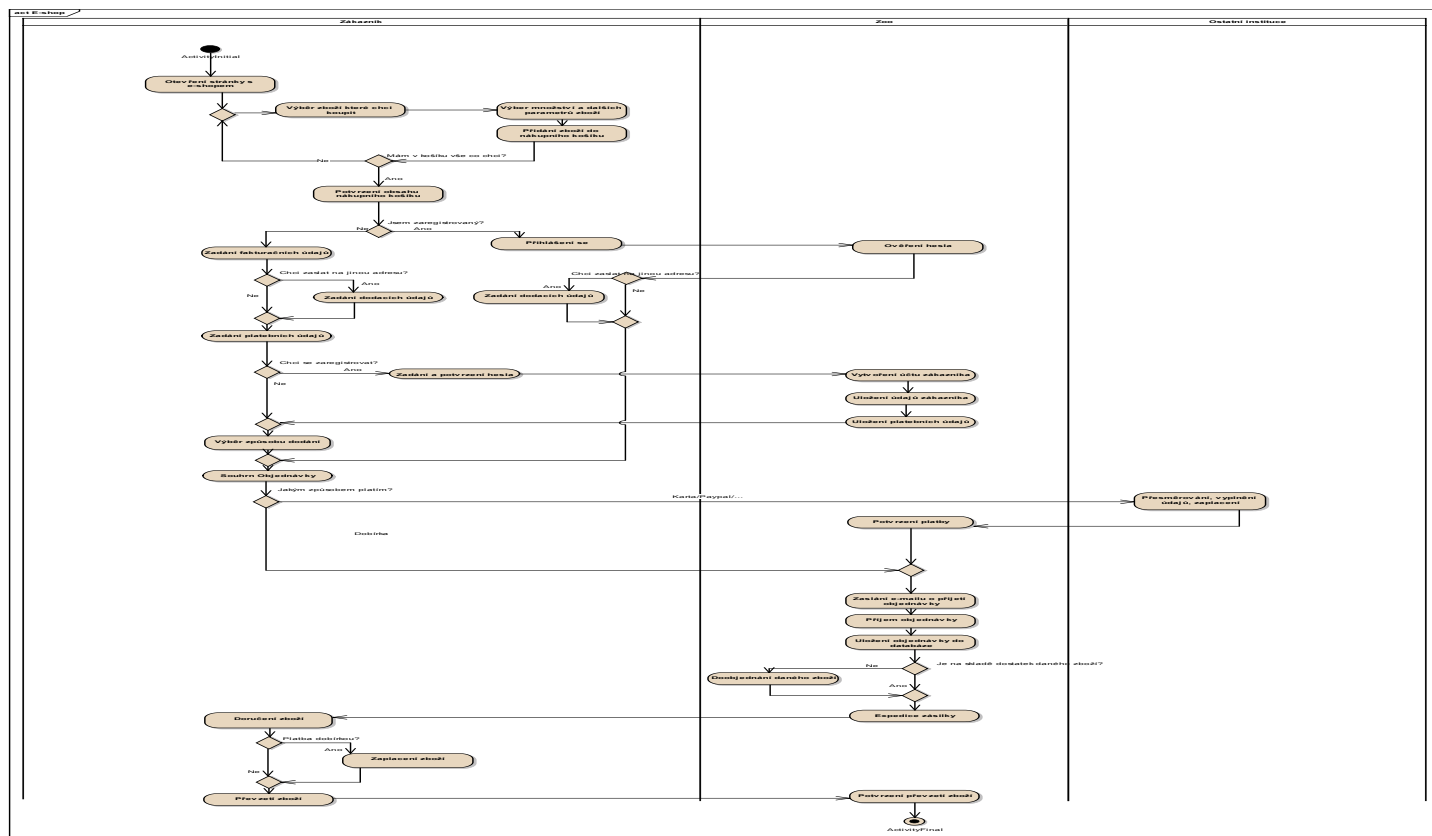 act E-shop
Zákazník
Zoo
Ostatní instituce
ActivityInitial
Otevření stránky s
e-shopem
Výběr zboží které chci
koupit
Výber množství a dalších
parametrů zboží
Přidání zboží do
nákupního košíku
Mám v košíku vše co chci?
Ne
Ano
Potvrzení obsahu
nákupního košíku
Jsem zaregistrovaný?
Ne
Ano
Přihlášení se
Ověření hesla
Zadání fakturačních údajů
Chci zaslat na jinou adresu?
Ano
Ne
Zadání dodacích údajů
Chci zaslat na jinou adresu?
Ano
Ne
Zadání dodacích údajů
Zadání platebních údajů
Chci se zaregistrovat?
Ano
Ne
Zadání a potvrzení hesla
Vytvoření účtu zákazníka
Uložení údajů zákazníka
Uložení platebních údajů
Výběr způsobu dodání
Souhrn Objednávky
Jakým způsobem platím?
Karta/Paypal/...
Přesměrování, vyplnění
údajů, zaplacení
Potvrzení platby
Dobírka
Zaslání e-mailu o přijetí
objednávky
Příjem objednávky
Uložení objednávky do
databáze
Je na skladě dostatek daného zboží?
Ne
Ano
Doobjednání daného zboží
Expedice zásilky
Doručení zboží
Platba dobírkou?
Ano
Ne
Zaplacení zboží
Převzetí zboží
Potvrzení převzetí zboží
ActivityFinal